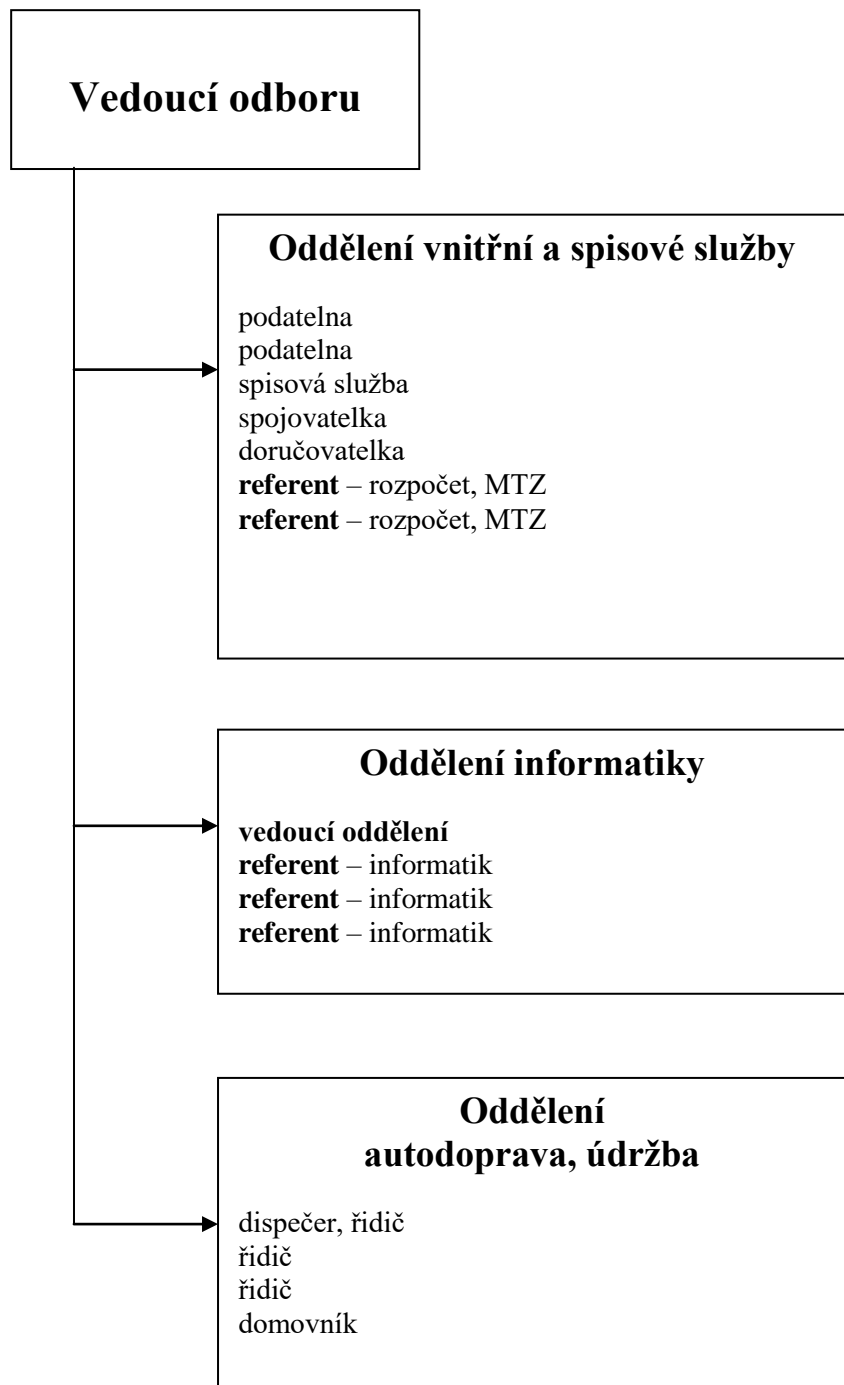 Vedoucí odboru
Oddělení vnitřní a spisové služby
podatelna
podatelna
spisová služba
spojovatelka
doručovatelka
referent – rozpočet, MTZ
referent – rozpočet, MTZ
Oddělení informatiky
vedoucí oddělení
referent – informatik
referent – informatik
referent – informatik
Oddělení
autodoprava, údržba
dispečer, řidič
řidič
řidič
domovník